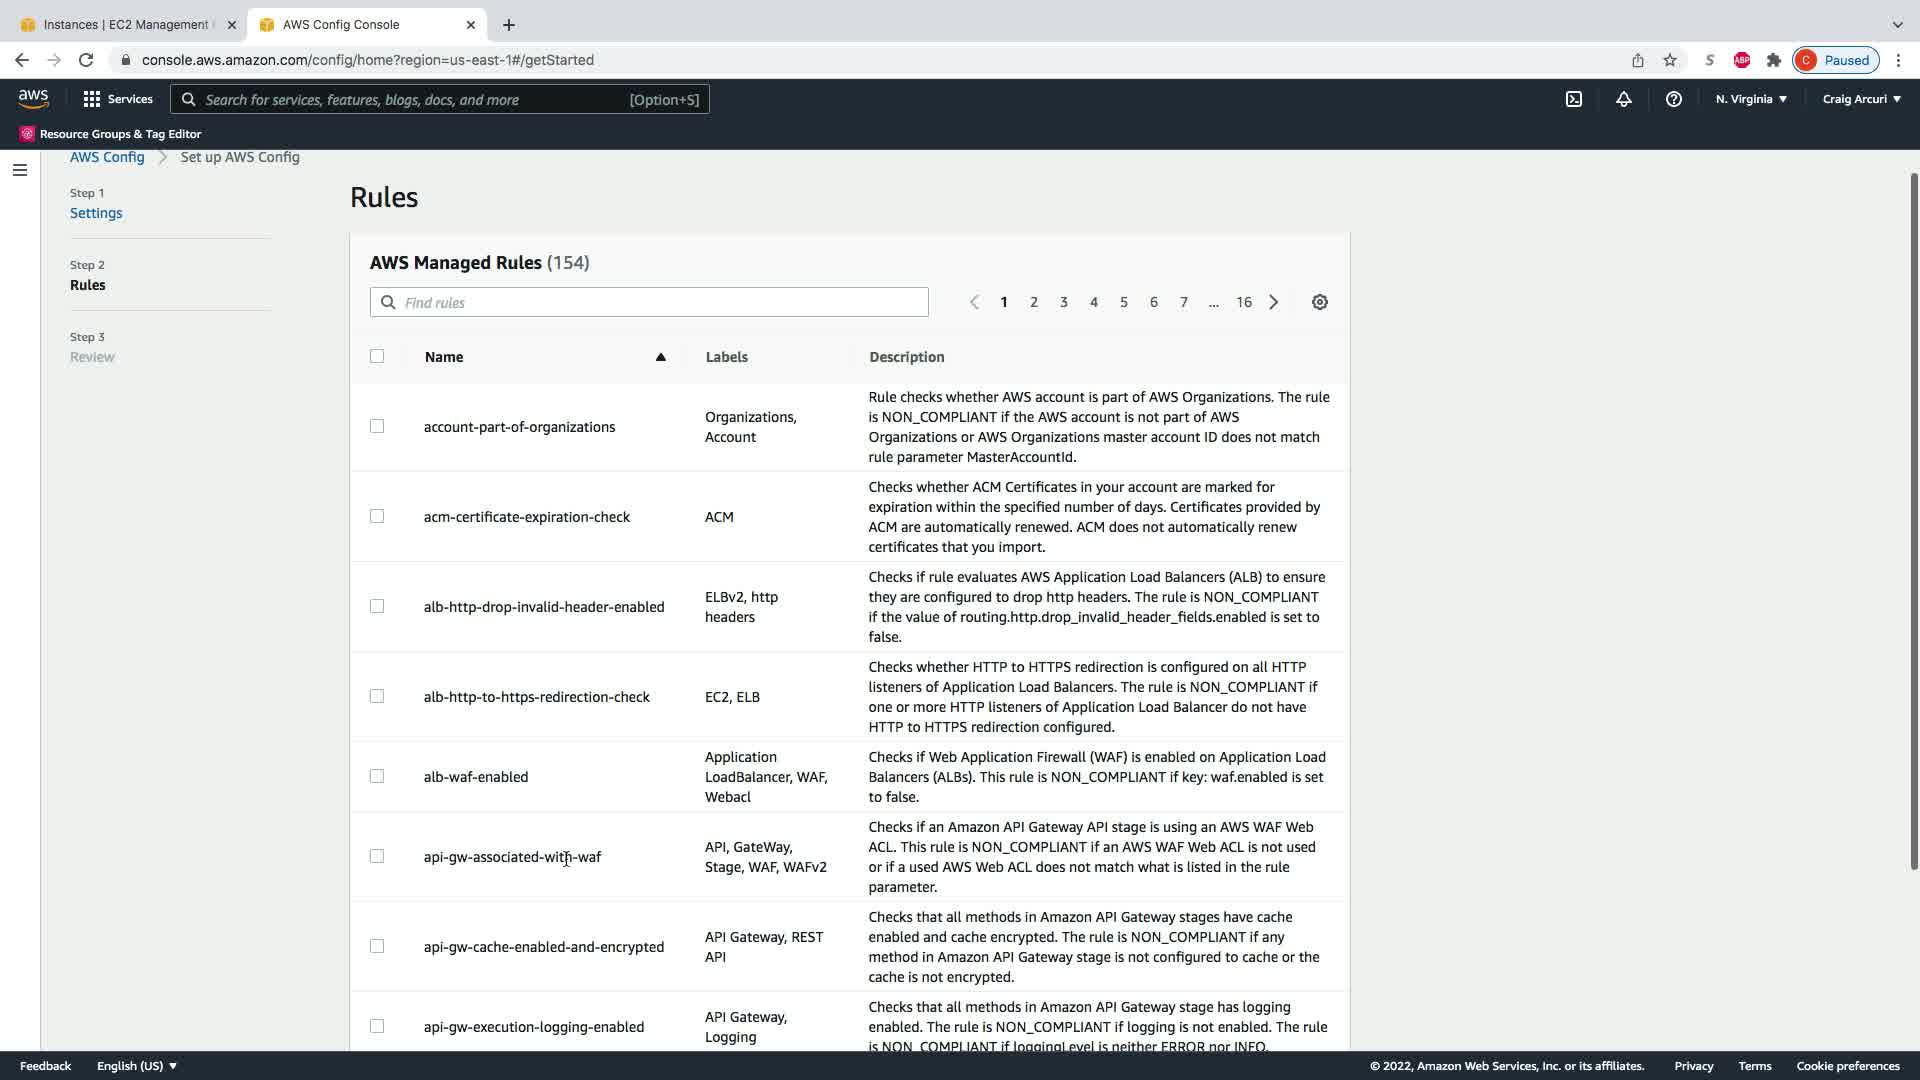 Instances | EC2 Management
AWS Config Console
console.aws.amazon.com/config/home?region=us-east-1#/getStarted
S
ABP
C Paused
aws
Services
Search for services, features, blogs, docs, and more
[Option+S]
N. Virginia
Craig Arcuri
Resource Groups & Tag Editor
AWS Config
Set up AWS Config
Step 1
Settings
Step 2
Rules
Step 3
Review
Rules
AWS Managed Rules (154)
Find rules
1 2 3 4 5 6 7 ... 16
Name
Labels
Description
account-part-of-organizations
Organizations,
Account
Rule checks whether AWS account is part of AWS Organizations. The rule
is NON_COMPLIANT if the AWS account is not part of AWS
Organizations or AWS Organizations master account ID does not match
rule parameter MasterAccountId.
acm-certificate-expiration-check
ACM
Checks whether ACM Certificates in your account are marked for
expiration within the specified number of days. Certificates provided by
ACM are automatically renewed. ACM does not automatically renew
certificates that you import.
alb-http-drop-invalid-header-enabled
ELBv2, http
headers
Checks if rule evaluates AWS Application Load Balancers (ALB) to ensure
they are configured to drop http headers. The rule is NON_COMPLIANT
if the value of routing.http.drop_invalid_header_fields.enabled is set to
false.
alb-http-to-https-redirection-check
EC2, ELB
Checks whether HTTP to HTTPS redirection is configured on all HTTP
listeners of Application Load Balancers. The rule is NON_COMPLIANT if
one or more HTTP listeners of Application Load Balancer do not have
HTTP to HTTPS redirection configured.
alb-waf-enabled
Application
LoadBalancer, WAF,
Webacl
Checks if Web Application Firewall (WAF) is enabled on Application Load
Balancers (ALBs). This rule is NON_COMPLIANT if key: waf.enabled is set
to false.
api-gw-associated-with-waf
API, GateWay,
Stage, WAF, WAFv2
Checks if an Amazon API Gateway API stage is using an AWS WAF Web
ACL. This rule is NON_COMPLIANT if an AWS WAF Web ACL is not used
or if a used AWS Web ACL does not match what is listed in the rule
parameter.
api-gw-cache-enabled-and-encrypted
API Gateway, REST
API
Checks that all methods in Amazon API Gateway stages have cache
enabled and cache encrypted. The rule is NON_COMPLIANT if any
method in Amazon API Gateway stage is not configured to cache or the
cache is not encrypted.
api-gw-execution-logging-enabled
API Gateway,
Logging
Checks that all methods in Amazon API Gateway stage has logging
enabled. The rule is NON_COMPLIANT if logging is not enabled. The rule
is NON_COMPLIANT if loggingLevel is neither ERROR nor INFO.
Feedback
English (US)
© 2022, Amazon Web Services, Inc. or its affiliates.
Privacy
Terms
Cookie preferences